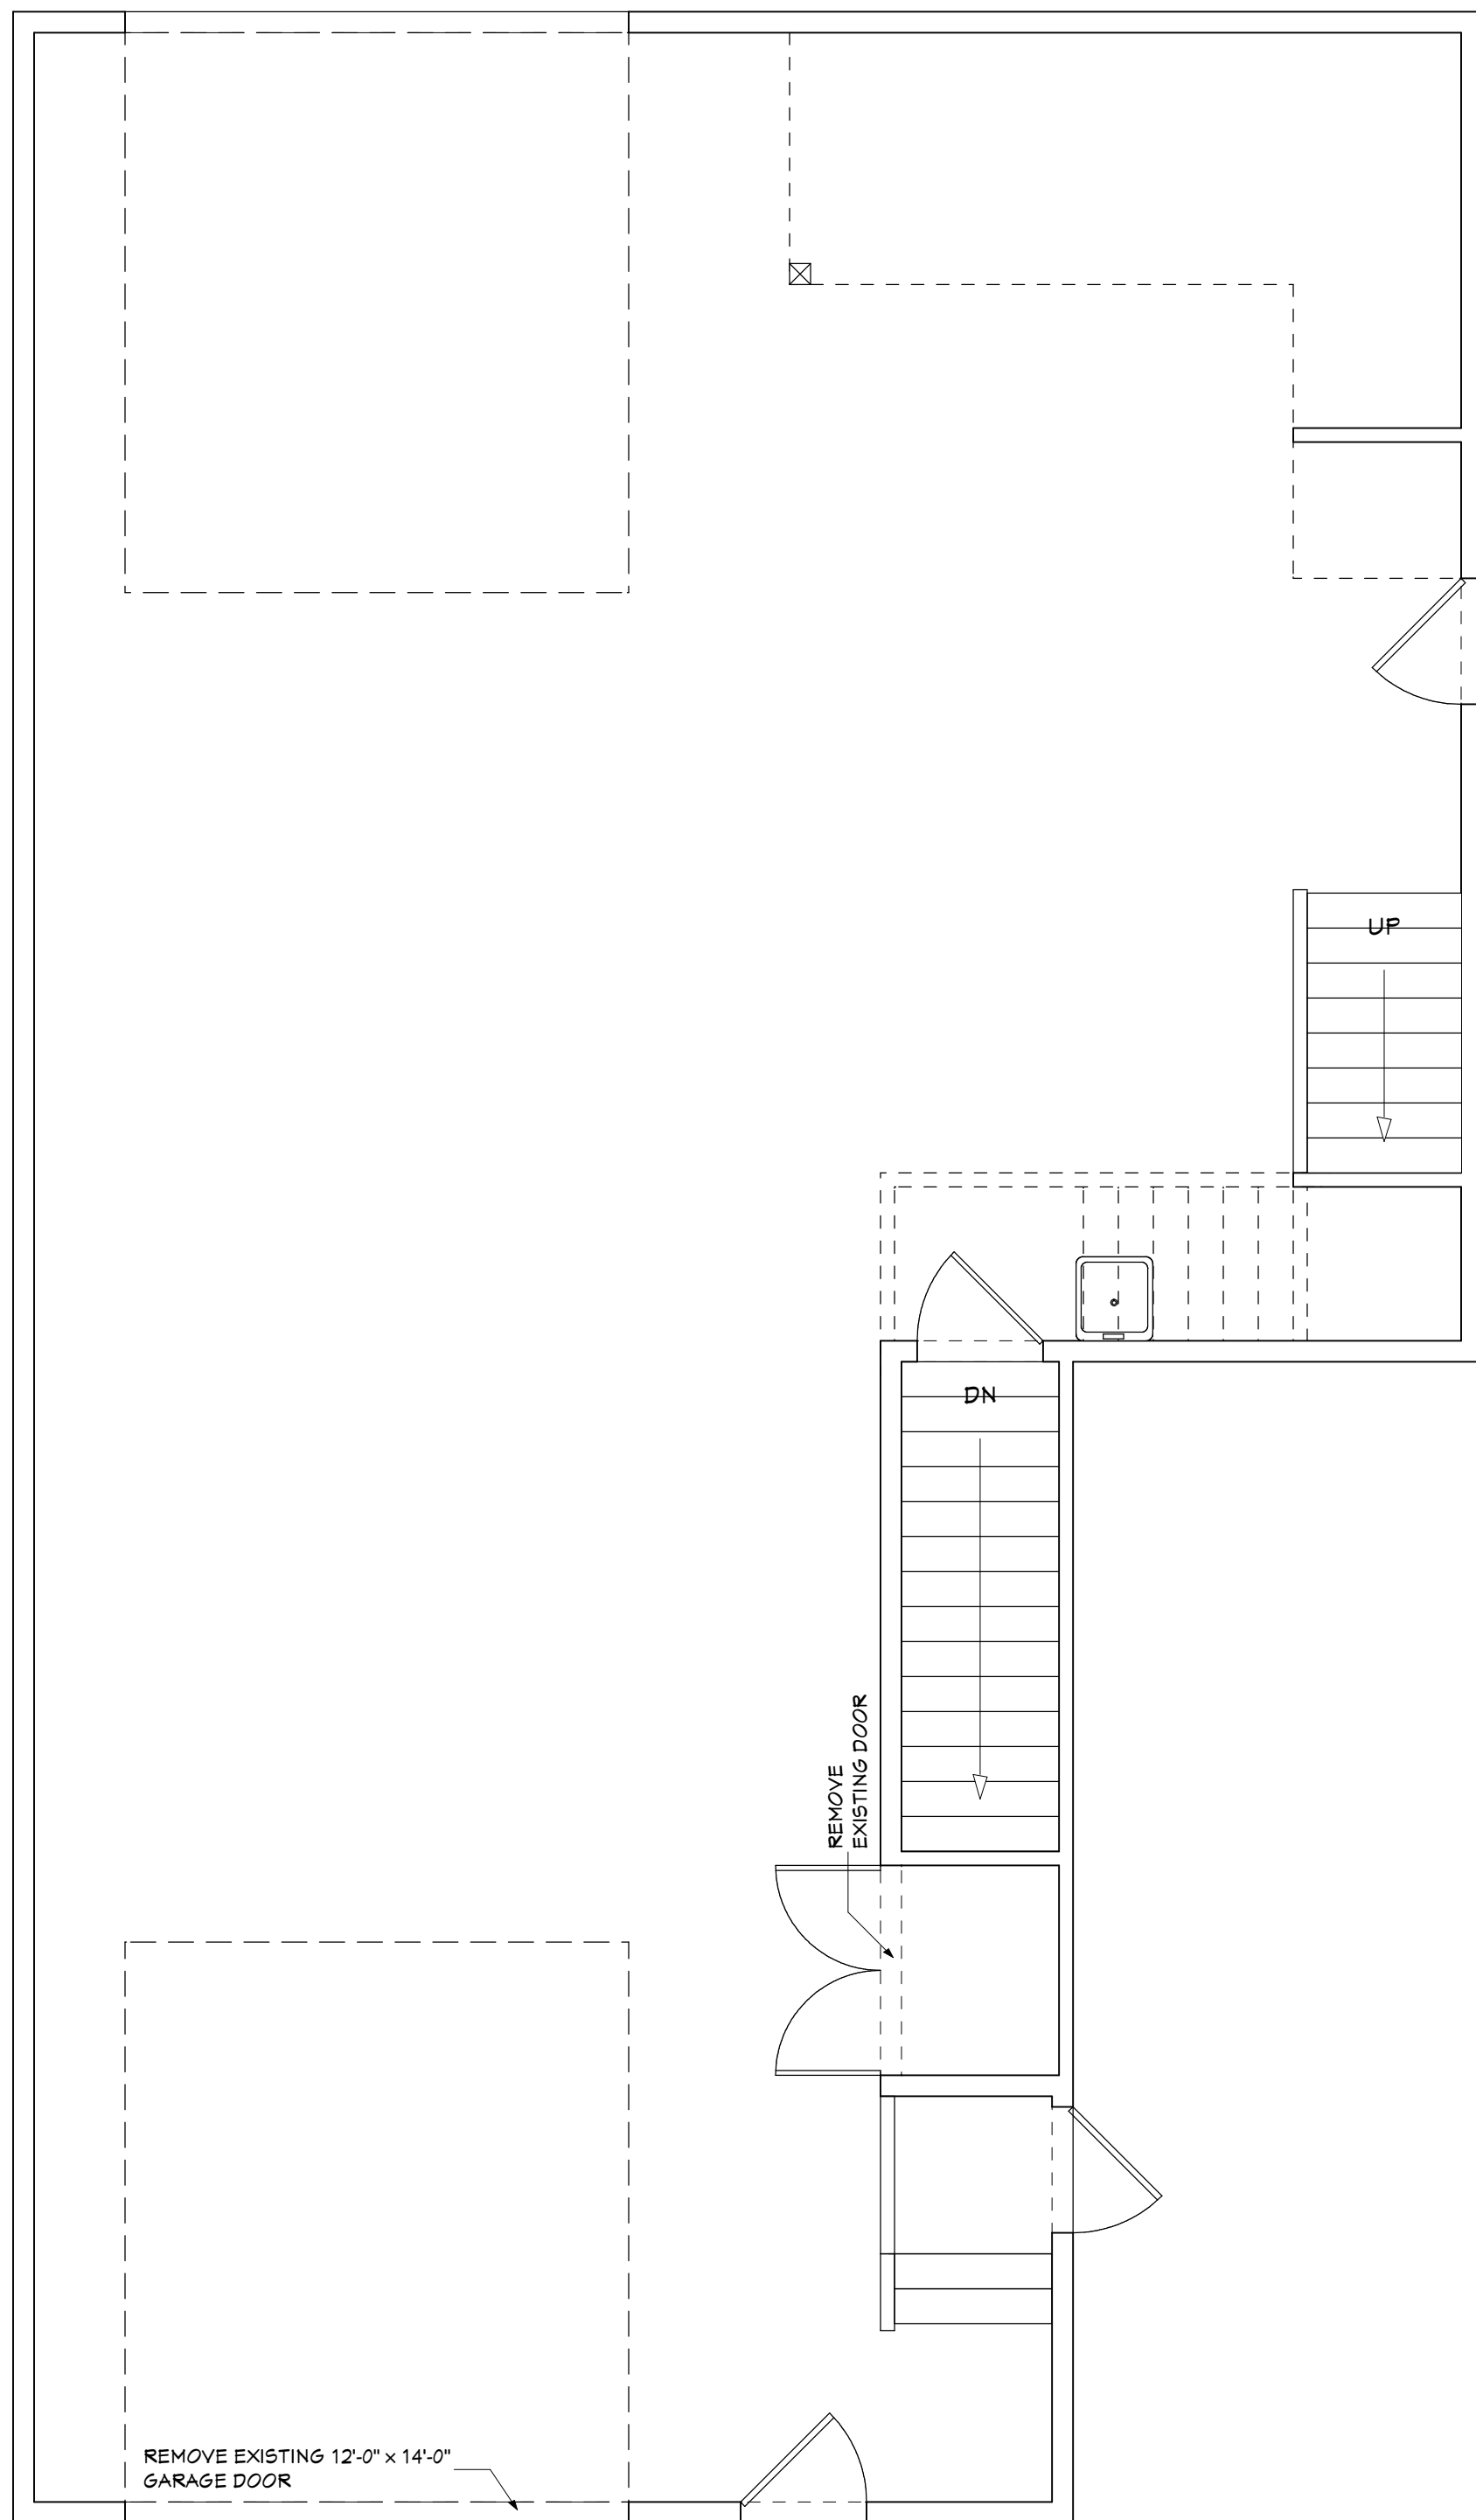 UP
DN
REMOVE
EXISTING DOOR
REMOVE EXISTING 12'-0" x 14'-0"
GARAGE DOOR